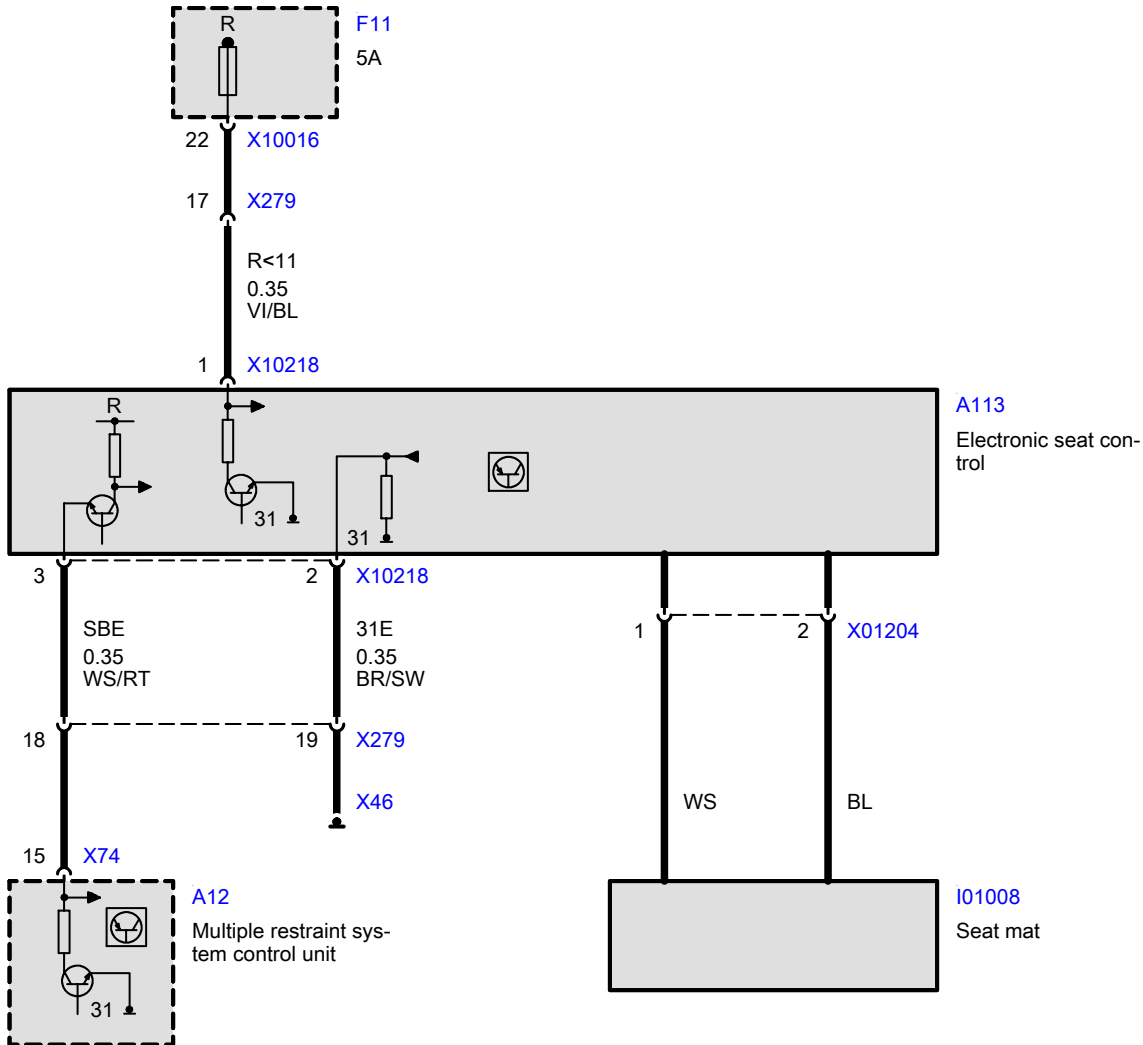 R
F11
5A
22 X10016
17 X279
R<11
0.35
VI/BL
1 X10218
A113
Electronic seat con-
trol
R
31
31
3
2 X10218
SBE
0.35
WS/RT
31E
0.35
BR/SW
1
2 X01204
18
19 X279
X46
WS
BL
15 X74
A12
Multiple restraint sys-
tem control unit
31
I01008
Seat mat